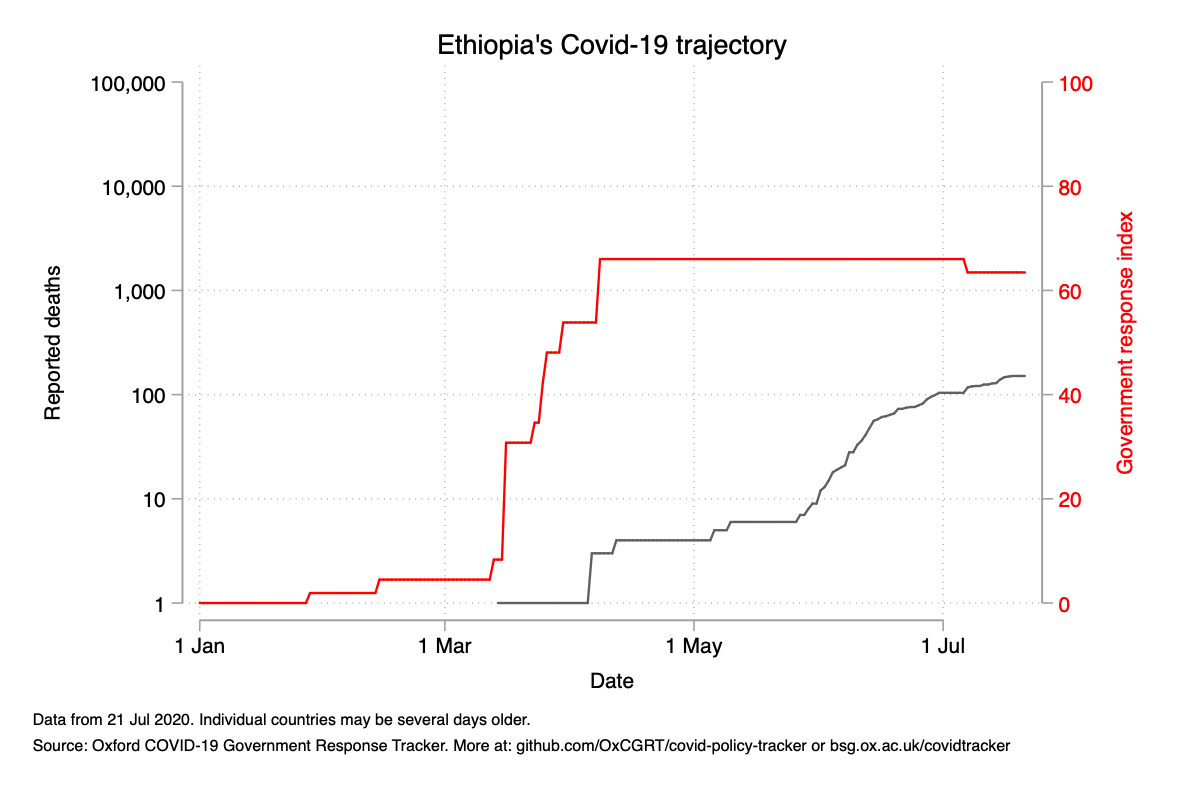 Ethiopia's Covid-19 trajectory
100,000
10,000
1,000
100
10
1
Reported deaths
100
80
60
40
20
0
Government response index
1 Jan
1 Mar
1 May
1 Jul
Date
Data from 21 Jul 2020. Individual countries may be several days older.
Source: Oxford COVID-19 Government Response Tracker. More at: github.com/OxCGRT/covid-policy-tracker or bsg.ox.ac.uk/covidtracker